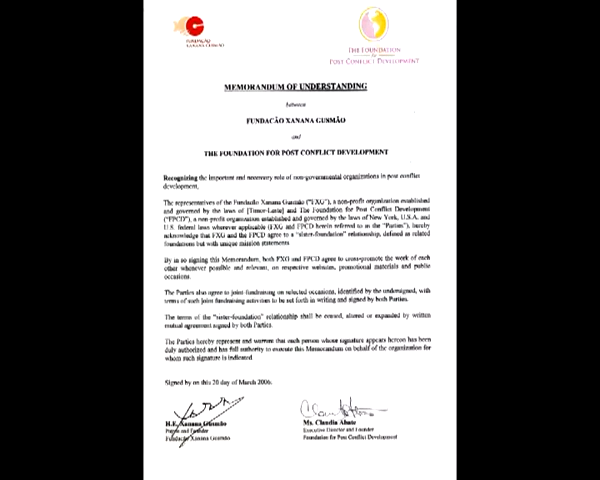 FUNDAÇÃO
XANANA GUSMÃO
THE FOUNDATION
for
POST CONFLICT DEVELOPMENT
MEMORANDUM OF UNDERSTANDING
between
FUNDACÃO XANANA GUSMÃO
and
THE FOUNDATION FOR POST CONFLICT DEVELOPMENT
Recognizing the important and necessary role of non-governmental organizations in post conflict
development,
The representatives of the Fundação Xanana Gusmão ("FXG"), a non-profit organization established
and governed by the laws of [Timor-Leste] and The Foundation for Post Conflict Development
("FPCD"), a non-profit organization established and governed by the laws of New York, U.S.A. and
U.S. federal laws wherever applicable (FXG and FPCD herein referred to as the "Parties"), hereby
acknowledge that FXG and the FPCD agree to a "sister-foundation" relationship, defined as related
foundations but with unique mission statements.
By in so signing this Memorandum, both FXG and FPCD agree to cross-promote the work of each
other whenever possible and relevant, on respective websites, promotional materials and public
occasions.
The Parties also agree to joint fundraising on selected occasions, identified by the undersigned, with
terms of such joint fundraising activities to be set forth in writing and signed by both Parties.
The terms of the "sister-foundation" relationship shall be ceased, altered or expanded by written
mutual agreement signed by both Parties.
The Parties hereby represent and warrant that each person whose signature appears hereon has been
duly authorized and has full authority to execute this Memorandum on behalf of the organization for
whom such signature is indicated.
Signed by on this 20 day of March 2006.
H.E. Xanana Gusmão
Patron and Founder
Fundação Xanana Gusmão
Ms. Claudia Abate
Executive Director and Founder
Foundation for Post Conflict Development